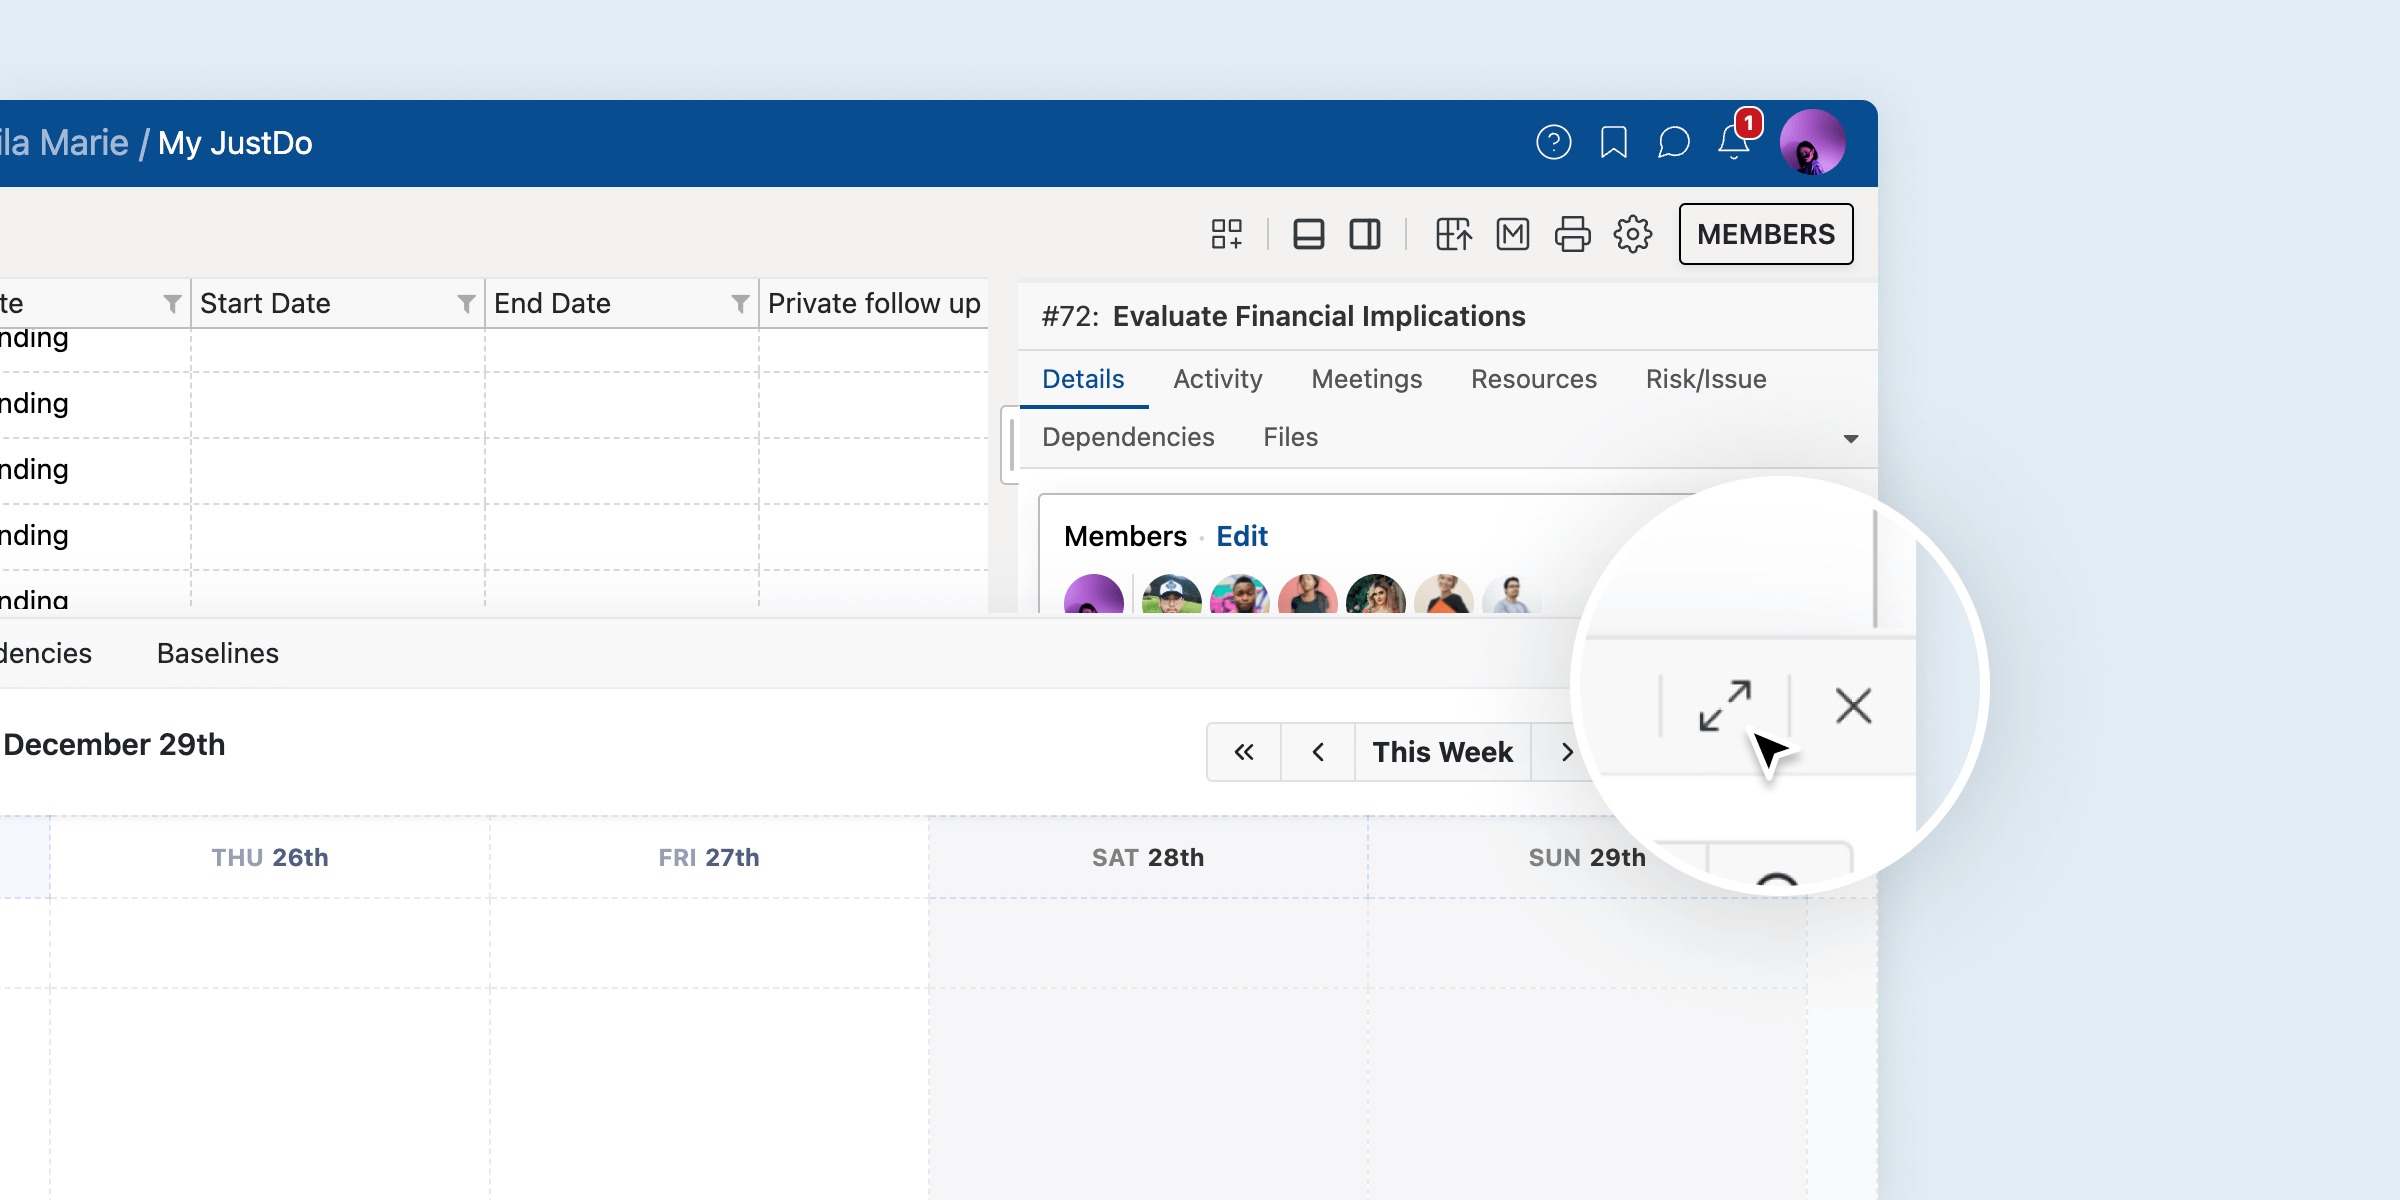 ila Marie / My JustDo
1
MEMBERS
te
Start Date
End Date
Private follow up
nding
nding
nding
nding
nding
#72: Evaluate Financial Implications
Details
Activity
Meetings
Resources
Risk/Issue
Dependencies
Files
Members · Edit
dencies
Baselines
December 29th
This Week
THU 26th
FRI 27th
SAT 28th
SUN 29th